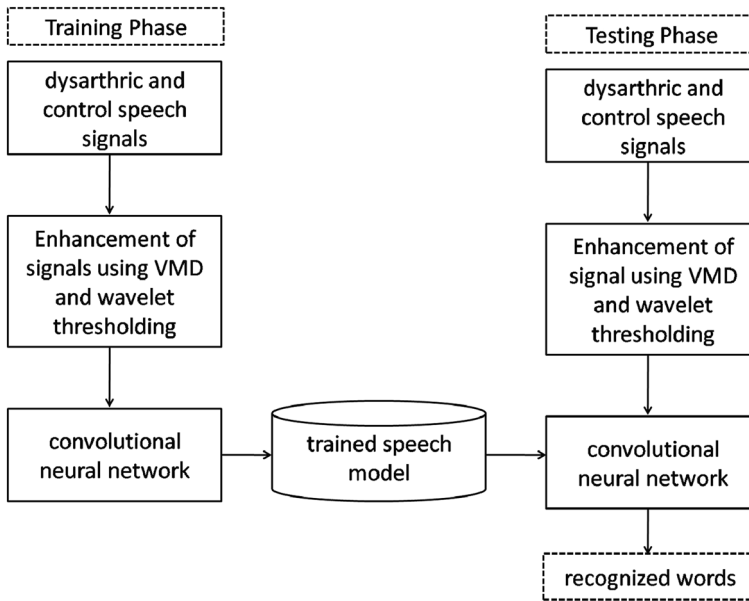 Training Phase
dysarthric and
control speech
signals
Enhancement of
signals using VMD
and wavelet
thresholding
convolutional
neural network
trained speech
model
Testing Phase
dysarthric and
control speech
signals
Enhancement of
signal using VMD
and wavelet
thresholding
convolutional
neural network
recognized words